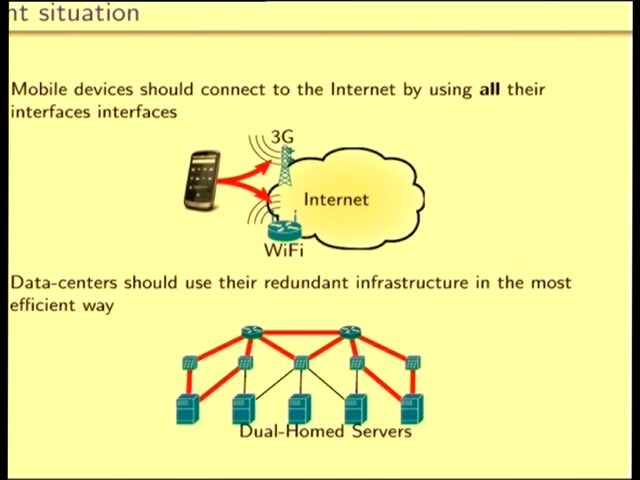 nt situation
Mobile devices should connect to the Internet by using all their
interfaces interfaces
3G
Internet
WiFi
Data-centers should use their redundant infrastructure in the most
efficient way
Dual-Homed Servers